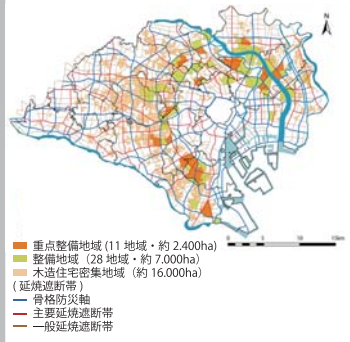 N
0 5 10 15km
重点整備地域 (11 地域・約 2.400ha)
整備地域（28 地域・約 7.000ha）
木造住宅密集地域（約 16.000ha）
( 延焼遮断帯 )
骨格防災軸
主要延焼遮断帯
一般延焼遮断帯